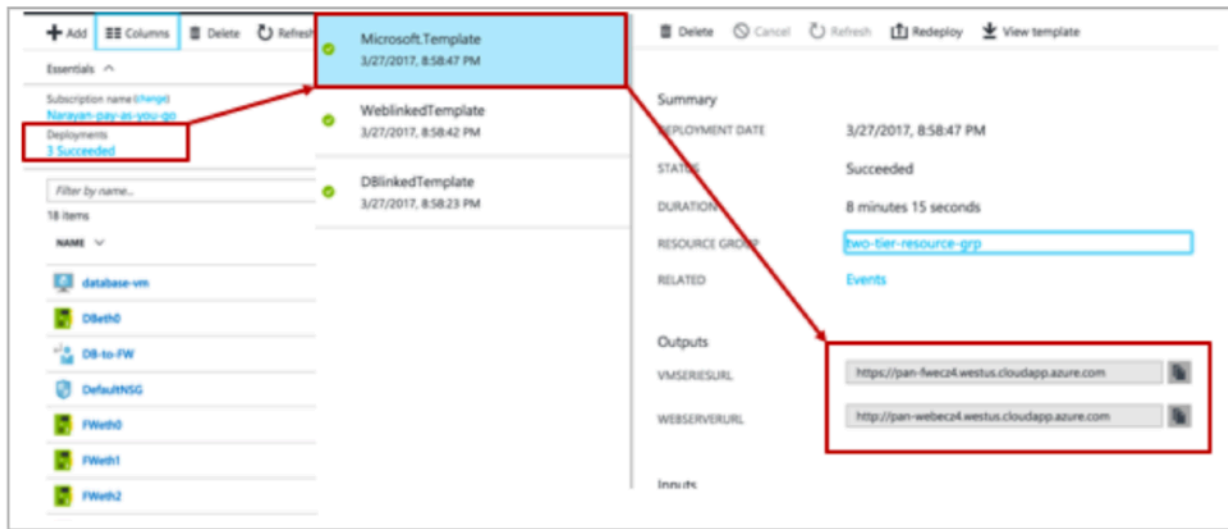 Add Columns Delete Refresh
Essentials
Subscription name (change)
Narayan-pay-as-you-go
Deployments
3 Succeeded
Filter by name...
18 items
NAME
database-vm
DBeth0
DB-to-FW
DefaultNSG
FWeth0
FWeth1
FWeth2
Microsoft.Template
3/27/2017, 8:58:47 PM
WeblinkedTemplate
3/27/2017, 8:58:42 PM
DBlinkedTemplate
3/27/2017, 8:58:23 PM
Delete Cancel Refresh Redeploy View template
Summary
DEPLOYMENT DATE 3/27/2017, 8:58:47 PM
STATUS Succeeded
DURATION 8 minutes 15 seconds
RESOURCE GROUP two-tier-resource-grp
RELATED Events
Outputs
VMSERIESURL https://pan-fwecz4.westus.cloudapp.azure.com
WEBSERVERURL http://pan-webecz4.westus.cloudapp.azure.com
Inputs